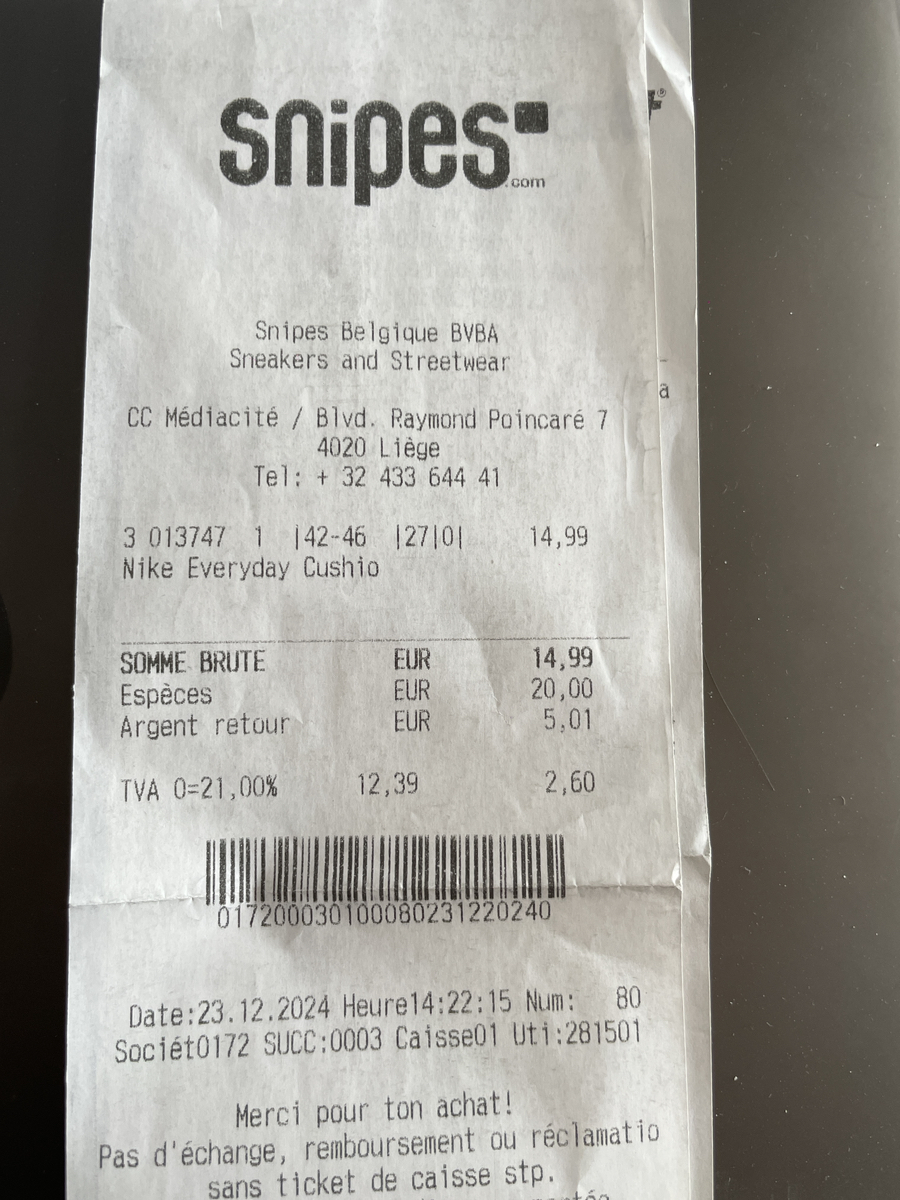 snipes
.com
Snipes Belgique BVBA
Sneakers and Streetwear
CC Médiacité / Blvd. Raymond Poincaré 7
4020 Liège
Tel: + 32 433 644 41
3 013747 1 |42-46 |27|0| 14,99
Nike Everyday Cushio
SOMME BRUTE EUR 14,99
Espèces EUR 20,00
Argent retour EUR 5,01
TVA 0=21,00% 12,39 2,60
017200030100080231220240
Date:23.12.2024 Heure14:22:15 Num: 80
Sociét0172 SUCC:0003 Caisse01 Uti:281501
Merci pour ton achat!
Pas d'échange, remboursement ou réclamatio
sans ticket de caisse stp.
a